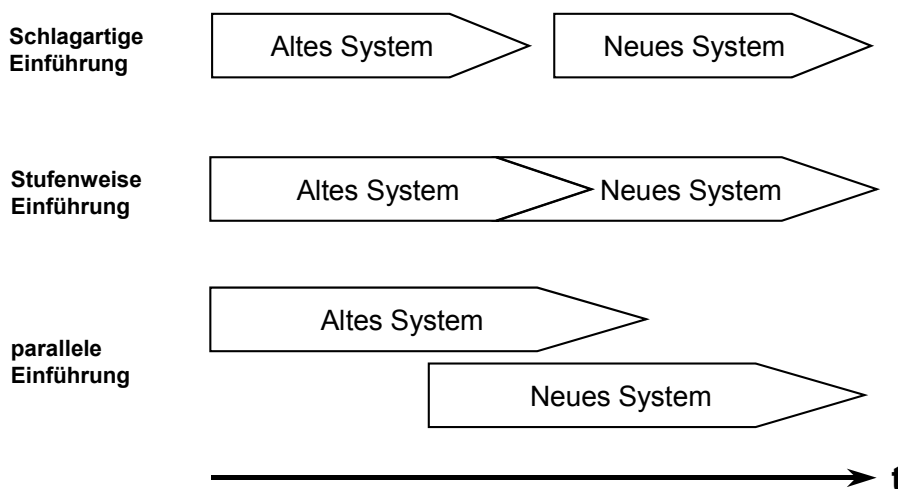 Schlagartige
Einführung
Altes System
Neues System
Stufenweise
Einführung
Altes System
Neues System
parallele
Einführung
Altes System
Neues System
t